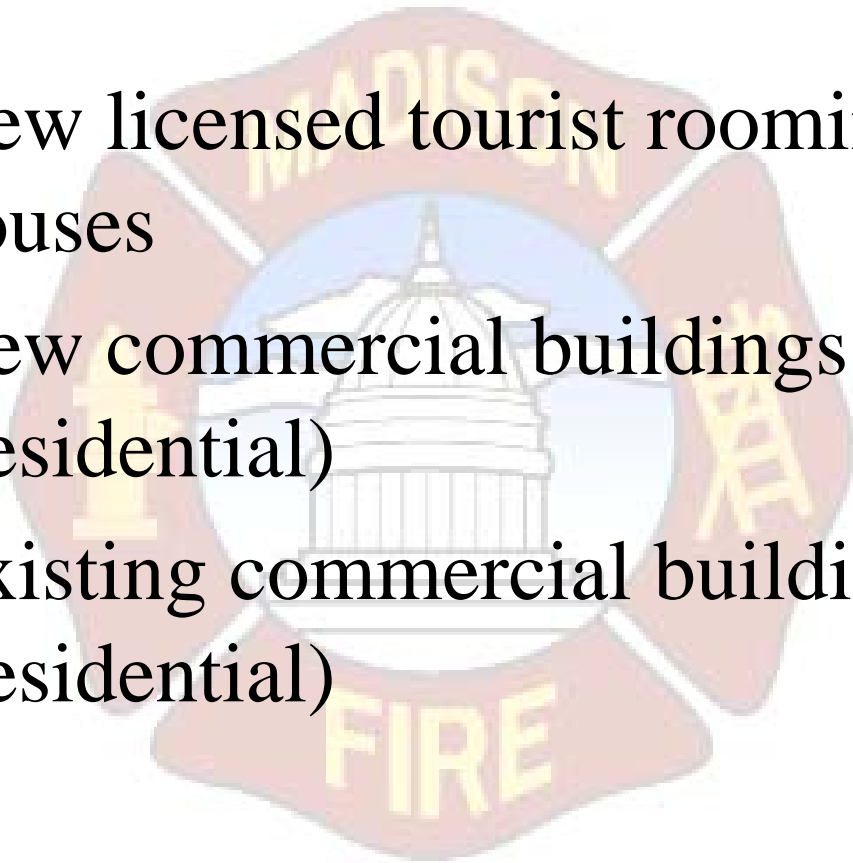 MADISON
ew licensed tourist roomi
ouses
ew commercial buildings
esidential)
xisting commercial buildi
esidential)
FIRE